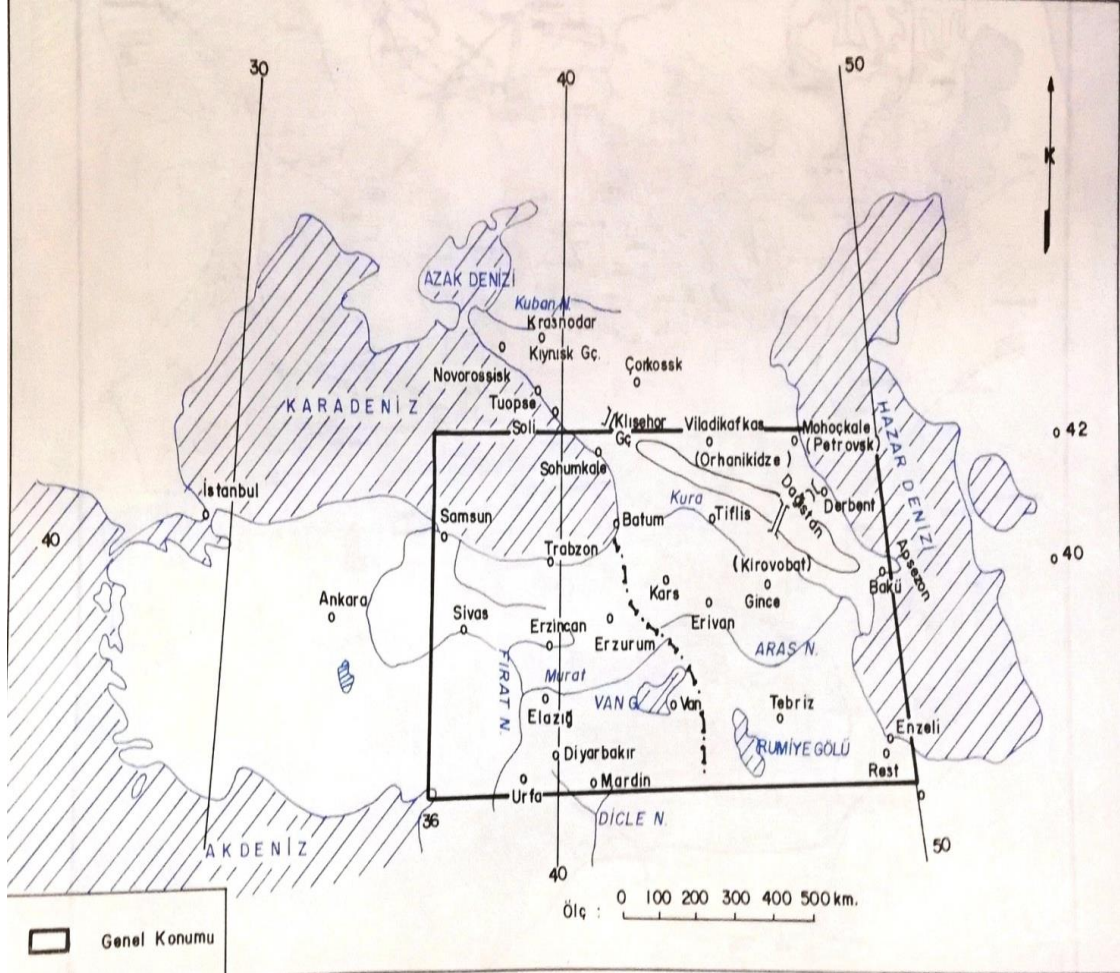 30
40
50
K
AZAK DENİZİ
Kuban N.
Krasnodar
Kıynısk Gç.
Çorkossk
Novorossisk
KARADENİZ
Tuopse
Soli
Klısehor
Gç
Viladikafkas
(Orhanikidze)
Mohoçkale
(Petrovsk)
42
HAZAR DENİZİ
Sohumkale
Dağıstan
Derbent
İstanbul
Samsun
Kura
Tiflis
Batum
40
Trabzon
(Kirovobat)
40
Apsezon
Bakü
Kars
Gince
Ankara
Sivas
Erzincan
Erzurum
Erivan
ARAS N.
FIRAT N.
Murat
VAN G
Van
Tebriz
Elazığ
Enzeli
RUMİYE GÖLÜ
Diyarbakır
Rest
Mardin
Urfa
36
DİCLE N.
AKDENİZ
50
40
Ölç : 0 100 200 300 400 500 km.
Genel Konumu